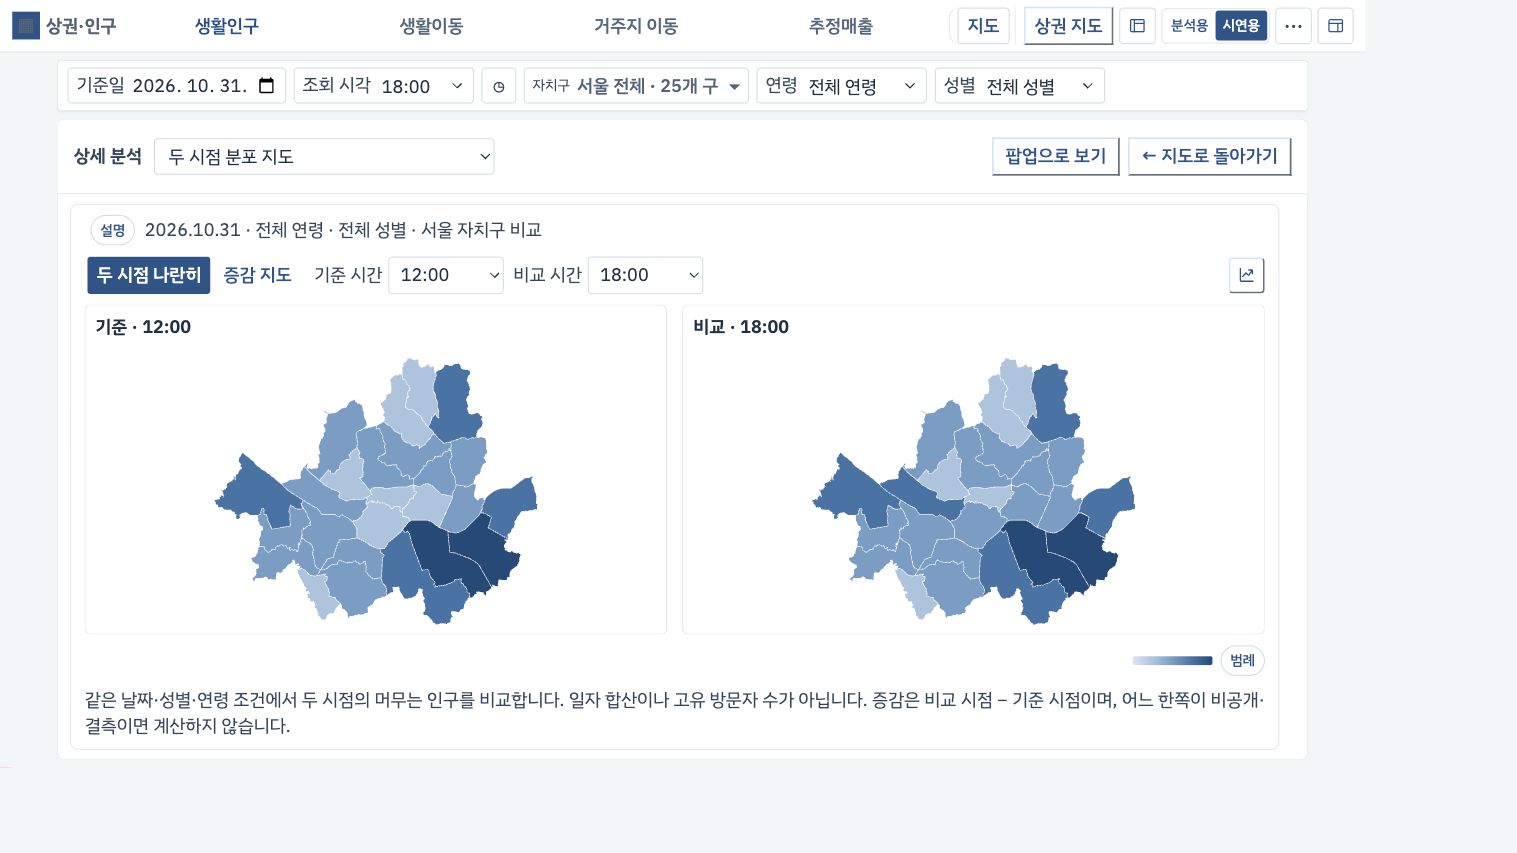 상권·인구
생활인구
생활이동
거주지 이동
추정매출
지도
상권 지도
분석용
시연용
기준일 2026. 10. 31.
조회 시각 18:00
자치구 서울 전체 · 25개 구
연령 전체 연령
성별 전체 성별
상세 분석
두 시점 분포 지도
팝업으로 보기
← 지도로 돌아가기
설명
2026.10.31 · 전체 연령 · 전체 성별 · 서울 자치구 비교
두 시점 나란히
증감 지도
기준 시간 12:00
비교 시간 18:00
기준 · 12:00
비교 · 18:00
범례
같은 날짜·성별·연령 조건에서 두 시점의 머무는 인구를 비교합니다. 일자 합산이나 고유 방문자 수가 아닙니다. 증감은 비교 시점 − 기준 시점이며, 어느 한쪽이 비공개·
결측이면 계산하지 않습니다.